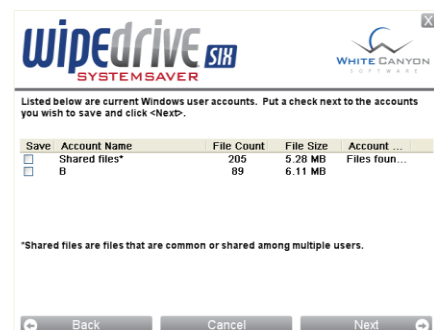 wipedrive SIX
SYSTEMSAVER
WHITE CANYON
SOFTWARE
X
Listed below are current Windows user accounts. Put a check next to the accounts
you wish to save and click <Next>.
Save Account Name File Count File Size Account ...
Shared files* 205 5.28 MB Files foun...
B 89 6.11 MB
*Shared files are files that are common or shared among multiple users.
Back Cancel Next